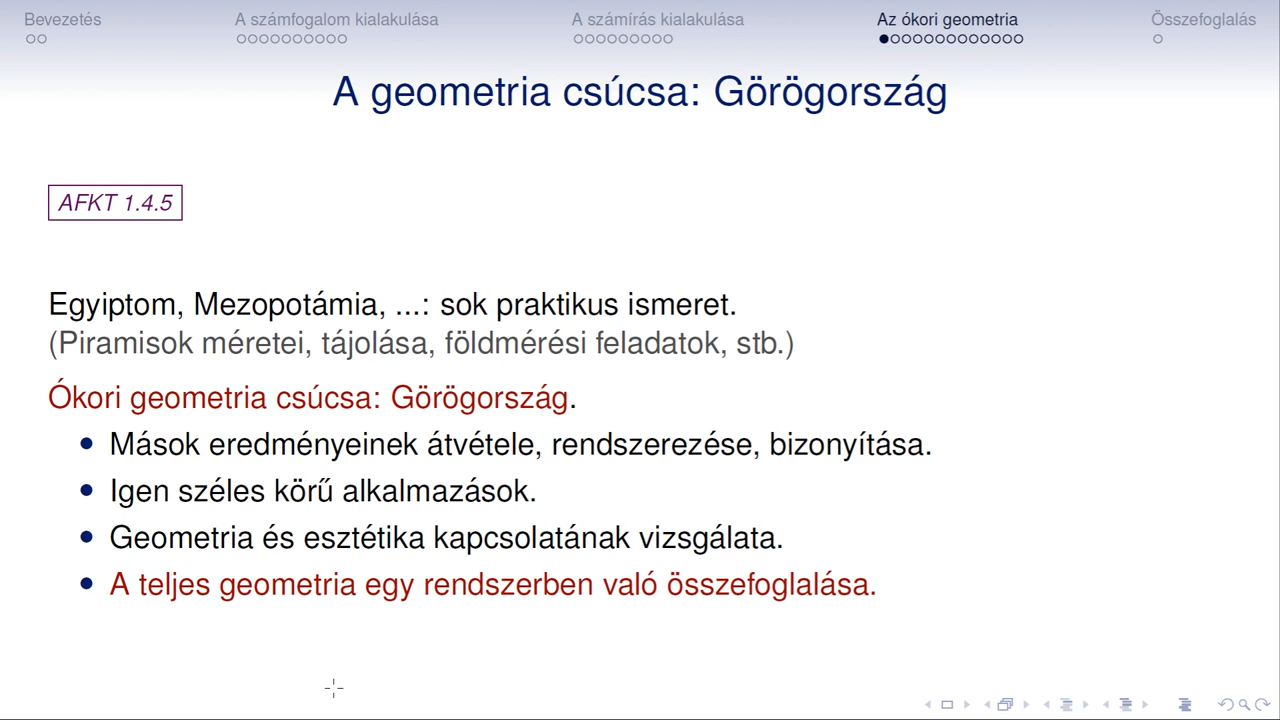 Bevezetés
A számfogalom kialakulása
A számírás kialakulása
Az ókori geometria
Összefoglalás
A geometria csúcsa: Görögország
AFKT 1.4.5
Egyiptom, Mezopotámia, ...: sok praktikus ismeret.
(Piramisok méretei, tájolása, földmérési feladatok, stb.)
Ókori geometria csúcsa: Görögország.
Mások eredményeinek átvétele, rendszerezése, bizonyítása.
Igen széles körű alkalmazások.
Geometria és esztétika kapcsolatának vizsgálata.
A teljes geometria egy rendszerben való összefoglalása.